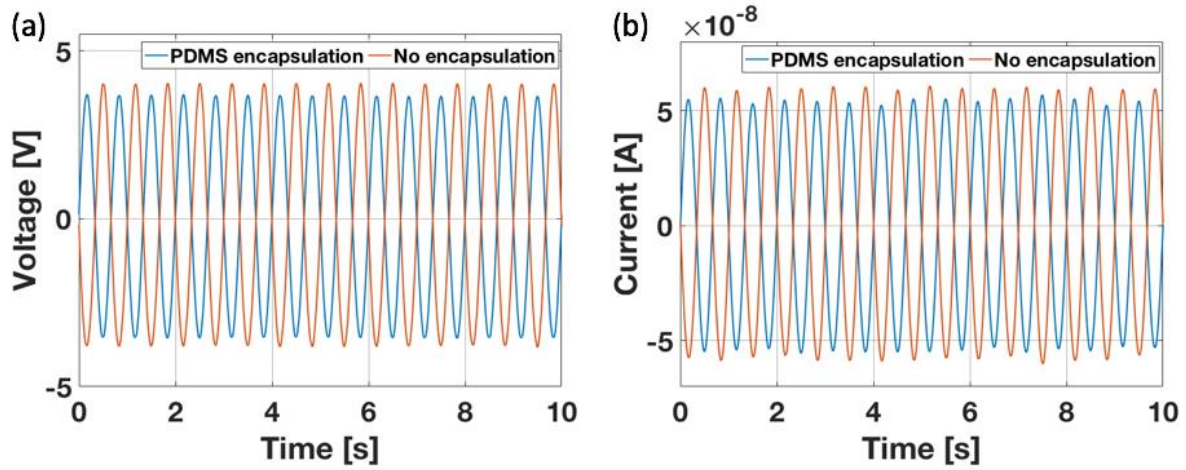 (a)
PDMS encapsulation No encapsulation
5
0
-5
Voltage [V]
0 2 4 6 8 10
Time [s]
(b)
×10-8
PDMS encapsulation No encapsulation
5
0
-5
Current [A]
0 2 4 6 8 10
Time [s]